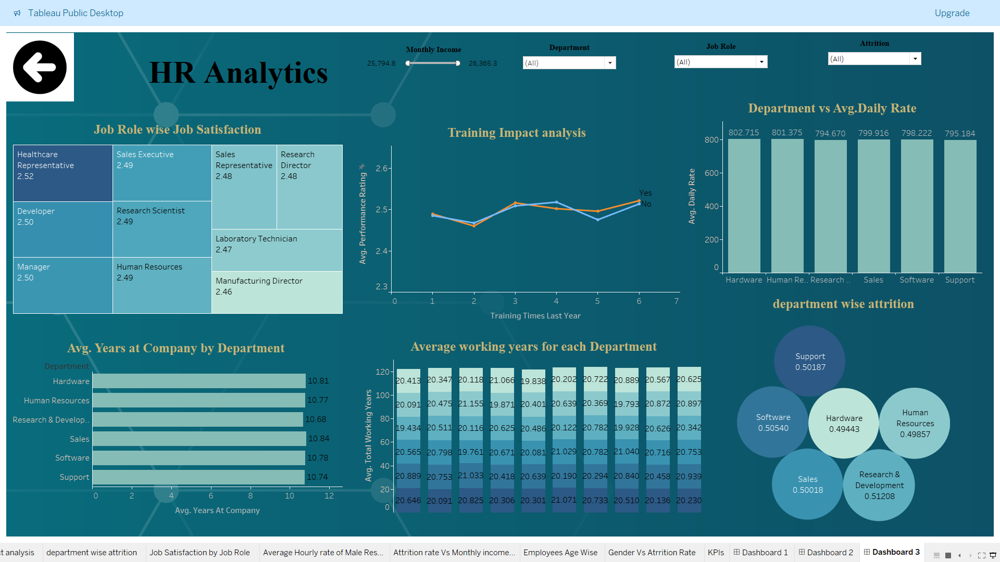 Tableau Public Desktop
Upgrade
HR Analytics
Monthly Income
25,794.8
26,365.3
Department
(All)
Job Role
(All)
Attrition
(All)
Job Role wise Job Satisfaction
Healthcare
Representative
2.52
Sales Executive
2.49
Sales
Representative
2.48
Research
Director
2.48
Developer
2.50
Research Scientist
2.49
Laboratory Technician
2.47
Manager
2.50
Human Resources
2.49
Manufacturing Director
2.46
Training Impact analysis
Avg. Performance Rating
2.6
2.5
2.4
2.3
Yes
No
0 1 2 3 4 5 6 7
Training Times Last Year
Department vs Avg.Daily Rate
Avg. Daily Rate
800
600
400
200
0
802.715 801.375 794.670 799.916 798.222 795.184
Hardware Human Re.. Research .. Sales Software Support
Avg. Years at Company by Department
Department
Hardware 10.81
Human Resources 10.77
Research & Develop.. 10.68
Sales 10.84
Software 10.78
Support 10.74
0 2 4 6 8 10 12
Avg. Years At Company
Average working years for each Department
Avg. Total Working Years
120
100
80
60
40
20
0
20.413 20.347 20.118 21.066 19.838 20.202 20.722 20.889 20.567 20.625
20.091 20.475 21.155 19.871 20.401 20.639 20.369 19.793 20.872 20.897
19.434 20.511 20.116 20.625 20.486 20.122 20.782 19.928 20.626 20.342
20.565 20.798 19.761 20.671 20.081 21.029 20.782 21.040 20.716 20.753
20.889 20.753 21.033 20.418 20.639 20.190 20.294 20.840 20.458 20.939
20.646 20.091 20.825 20.306 20.301 21.071 20.733 20.510 20.136 20.230
department wise attrition
Support
0.50187
Software
0.50540
Hardware
0.49443
Human
Resources
0.49857
Sales
0.50018
Research &
Development
0.51208
ct analysis
department wise attrition
Job Satisfaction by Job Role
Average Hourly rate of Male Res...
Attrition rate Vs Monthly income...
Employees Age Wise
Gender Vs Atrrition Rate
KPIs
Dashboard 1
Dashboard 2
Dashboard 3